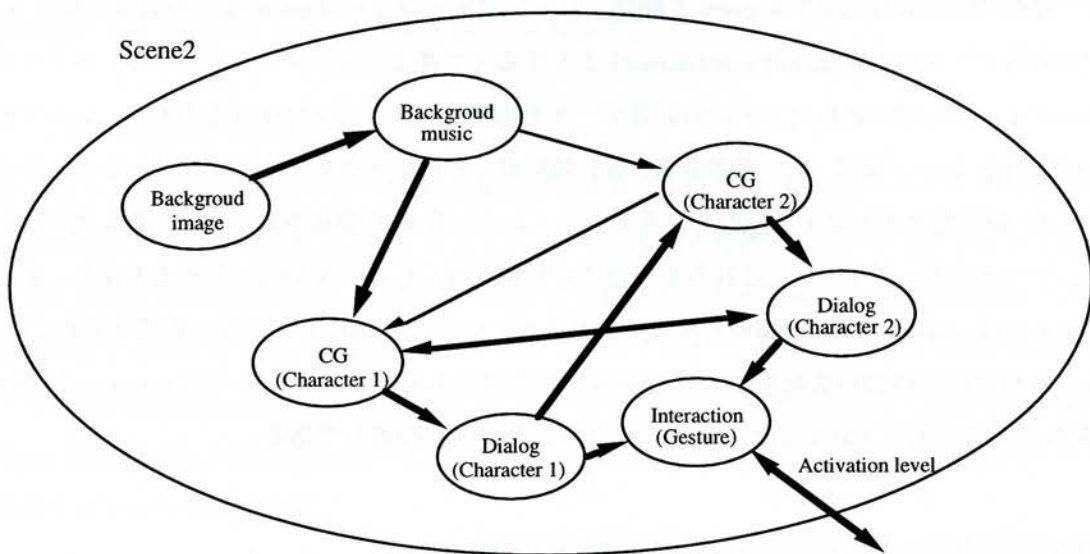 Scene2
Backgroud
music
Backgroud
image
CG
(Character 2)
Dialog
(Character 2)
CG
(Character 1)
Interaction
(Gesture)
Dialog
(Character 1)
Activation level